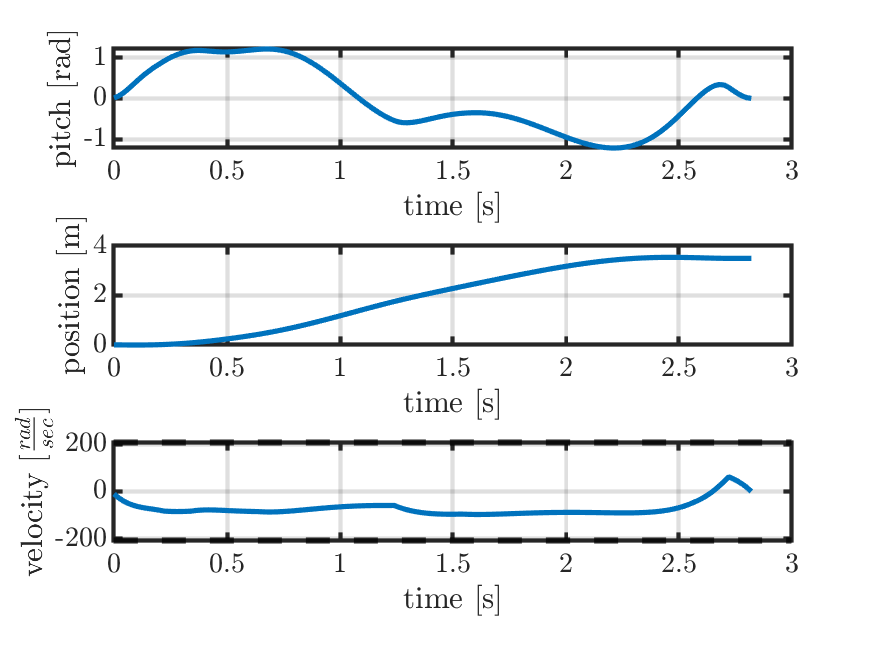 pitch [rad]
1
0
-1
0 0.5 1 1.5 2 2.5 3
time [s]
position [m]
4
2
0
0 0.5 1 1.5 2 2.5 3
time [s]
velocity [rad/sec]
200
0
-200
0 0.5 1 1.5 2 2.5 3
time [s]